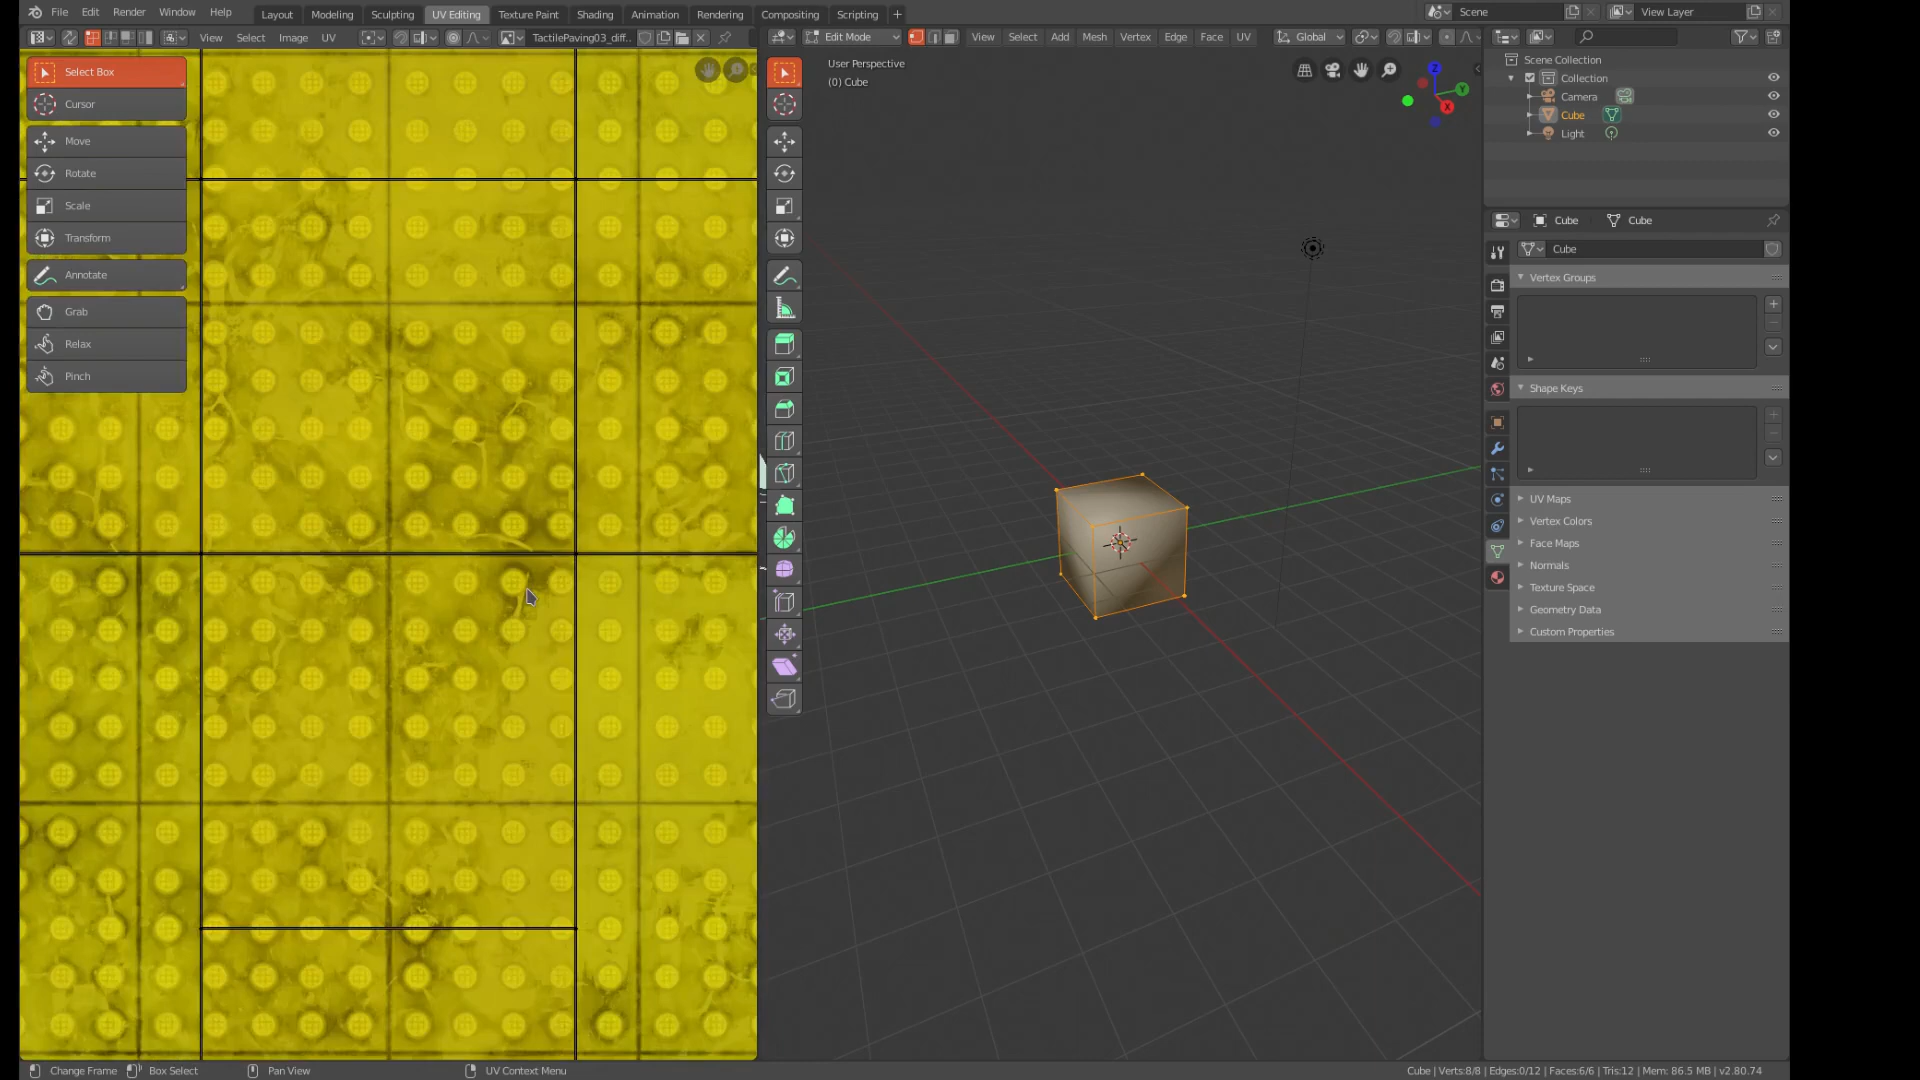 File Edit Render Window Help
Layout Modeling Sculpting UV Editing Texture Paint Shading Animation Rendering Compositing Scripting +
Scene
View Layer
View Select Image UV
TactilePaving03_diff...
Edit Mode
View Select Add Mesh Vertex Edge Face UV
Global
Select Box
Cursor
Move
Rotate
Scale
Transform
Annotate
Grab
Relax
Pinch
User Perspective
(0) Cube
Z
Y
X
Scene Collection
Collection
Camera
Cube
Light
Cube
Cube
Cube
Vertex Groups
Shape Keys
UV Maps
Vertex Colors
Face Maps
Normals
Texture Space
Geometry Data
Custom Properties
Change Frame
Box Select
Pan View
UV Context Menu
Cube | Verts:8/8 | Edges:0/12 | Faces:6/6 | Tris:12 | Mem: 86.5 MB | v2.80.74